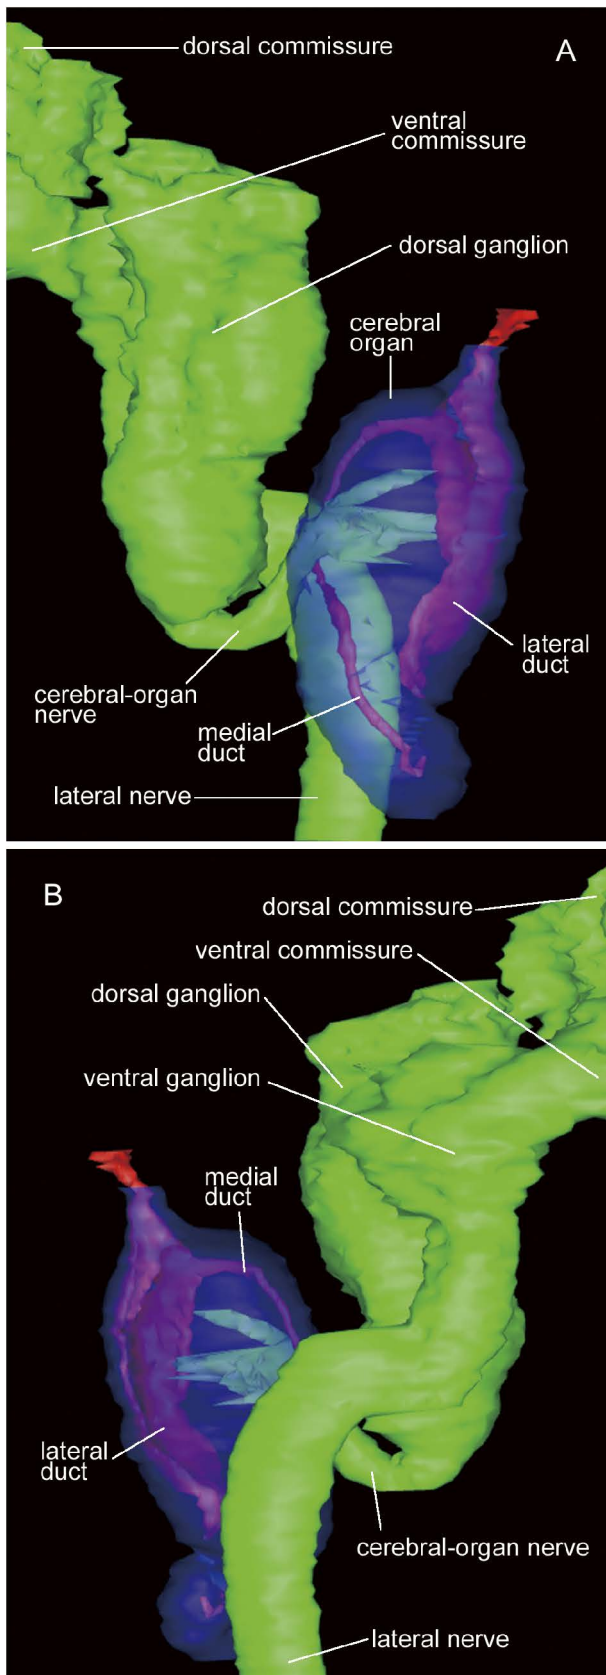 dorsal commissure
A
ventral
commissure
dorsal ganglion
cerebral
organ
lateral
duct
cerebral-organ
nerve
medial
duct
lateral nerve
B
dorsal commissure
ventral commissure
dorsal ganglion
ventral ganglion
medial
duct
lateral
duct
cerebral-organ nerve
lateral nerve